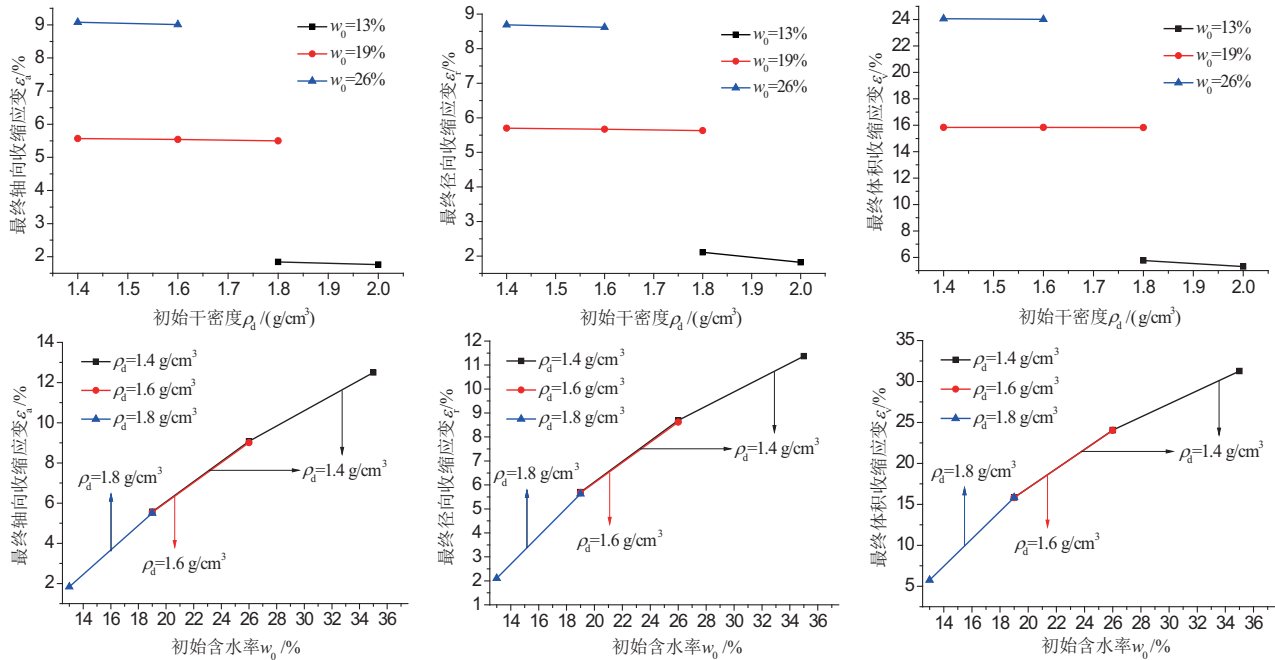 最终轴向收缩应变εa/%
9
8
7
6
5
4
3
2
w0=13%
w0=19%
w0=26%
1.4 1.5 1.6 1.7 1.8 1.9 2.0
初始干密度ρd /(g/cm3)
最终径向收缩应变εr/%
9
8
7
6
5
4
3
2
w0=13%
w0=19%
w0=26%
1.4 1.5 1.6 1.7 1.8 1.9 2.0
初始干密度ρd /(g/cm3)
最终体积收缩应变εv/%
24
22
20
18
16
14
12
10
8
6
w0=13%
w0=19%
w0=26%
1.4 1.5 1.6 1.7 1.8 1.9 2.0
初始干密度ρd /(g/cm3)
最终轴向收缩应变εa/%
14
12
10
8
6
4
2
ρd=1.4 g/cm3
ρd=1.6 g/cm3
ρd=1.8 g/cm3
ρd=1.8 g/cm3
ρd=1.4 g/cm3
ρd=1.6 g/cm3
14 16 18 20 22 24 26 28 30 32 34 36
初始含水率w0 /%
最终径向收缩应变εr/%
12
11
10
9
8
7
6
5
4
3
2
1
ρd=1.4 g/cm3
ρd=1.6 g/cm3
ρd=1.8 g/cm3
ρd=1.8 g/cm3
ρd=1.4 g/cm3
ρd=1.6 g/cm3
14 16 18 20 22 24 26 28 30 32 34 36
初始含水率w0 /%
最终体积收缩应变εv/%
35
30
25
20
15
10
5
ρd=1.4 g/cm3
ρd=1.6 g/cm3
ρd=1.8 g/cm3
ρd=1.8 g/cm3
ρd=1.4 g/cm3
ρd=1.6 g/cm3
14 16 18 20 22 24 26 28 30 32 34 36
初始含水率w0 /%